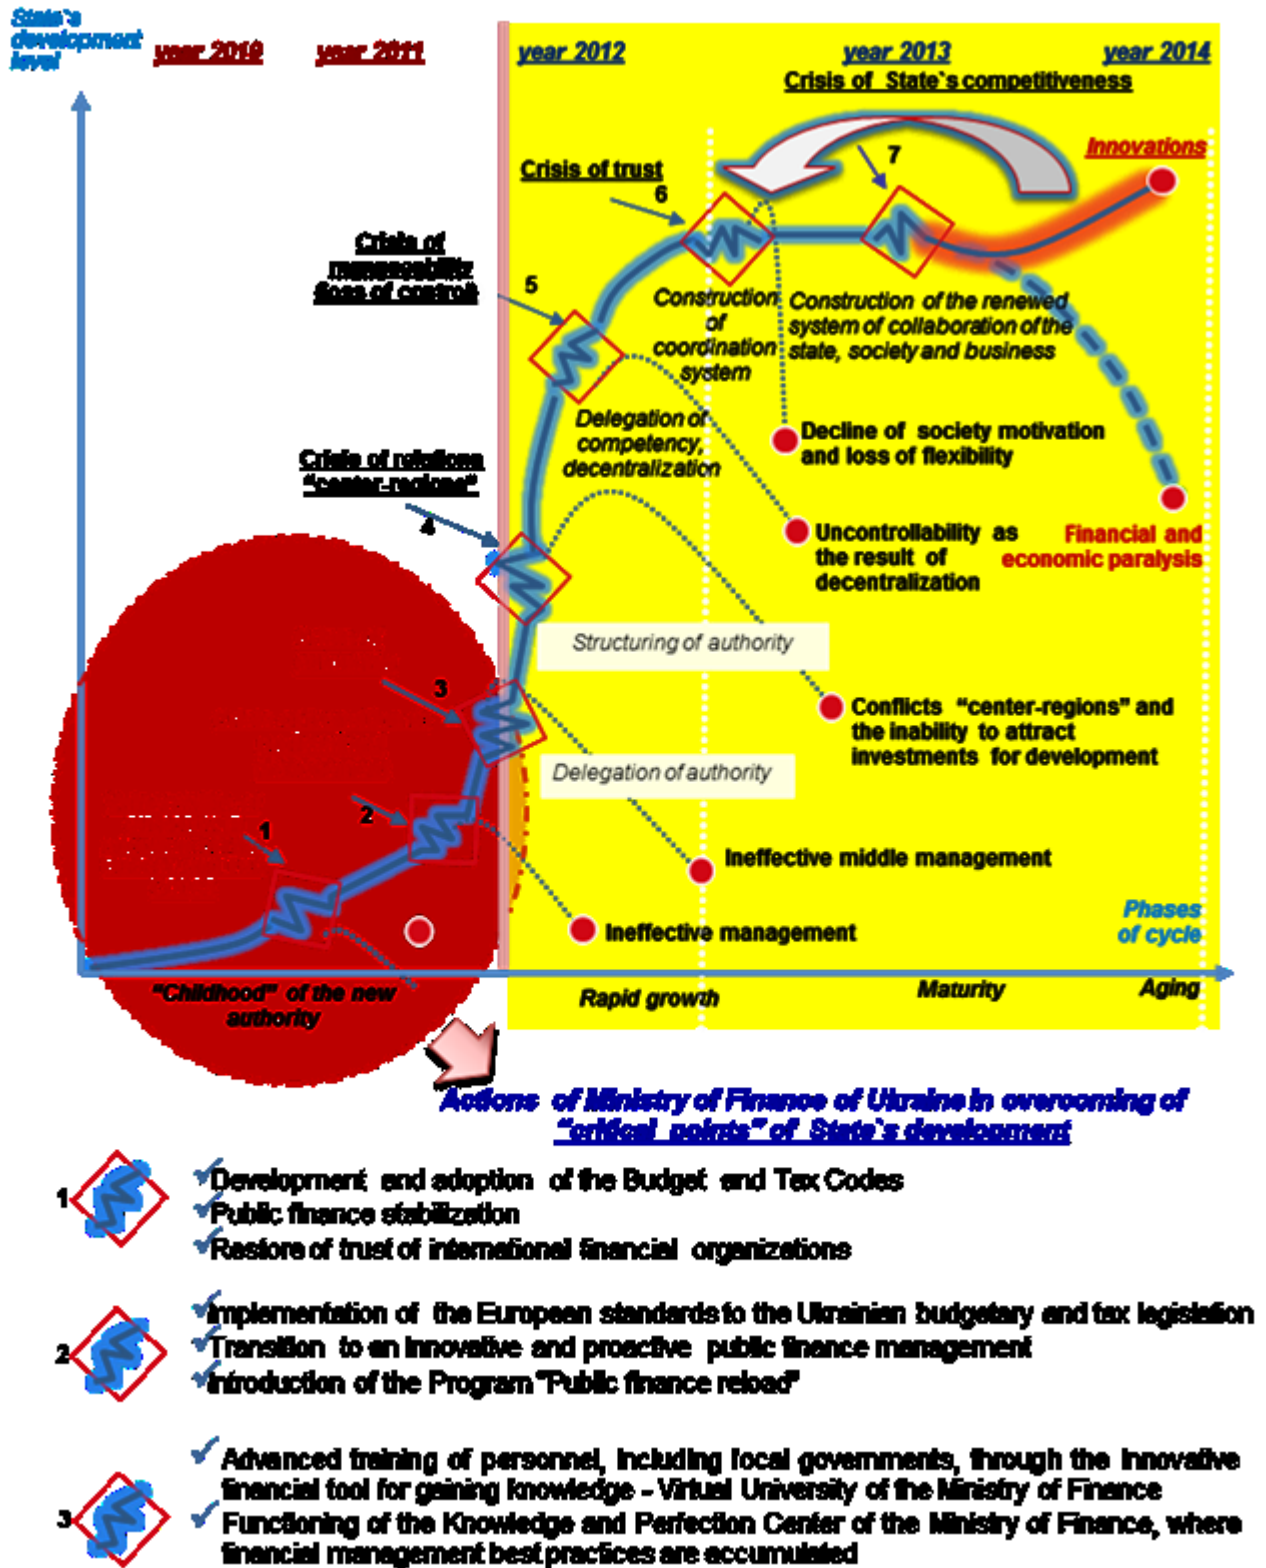 State`s
development
level
year 2010
year 2011
year 2012
year 2013
year 2014
Crisis of State`s competitiveness
Innovations
7
Crisis of trust
6
Crisis of
manageability
(loss of control)
5
Construction
of
coordination
system
Construction of the renewed
system of collaboration of the
state, society and business
Delegation of
competency,
decentralization
Decline of society motivation
and loss of flexibility
Crisis of relations
"center-regions"
4
Uncontrollability as
the result of
decentralization
Financial and
economic paralysis
Structuring of authority
3
Conflicts "center-regions" and
the inability to attract
investments for development
Delegation of authority
2
1
Ineffective middle management
Phases
of cycle
Ineffective management
"Childhood" of the new
authority
Rapid growth
Maturity
Aging
Actions of Ministry of Finance of Ukraine in overcoming of
"critical points" of State`s development
1
Development and adoption of the Budget and Tax Codes
Public finance stabilization
Restore of trust of international financial organizations
2
Implementation of the European standards to the Ukrainian budgetary and tax legislation
Transition to an innovative and proactive public finance management
Introduction of the Program "Public finance reload"
3
Advanced training of personnel, including local governments, through the innovative
financial tool for gaining knowledge - Virtual University of the Ministry of Finance
Functioning of the Knowledge and Perfection Center of the Ministry of Finance, where
financial management best practices are accumulated